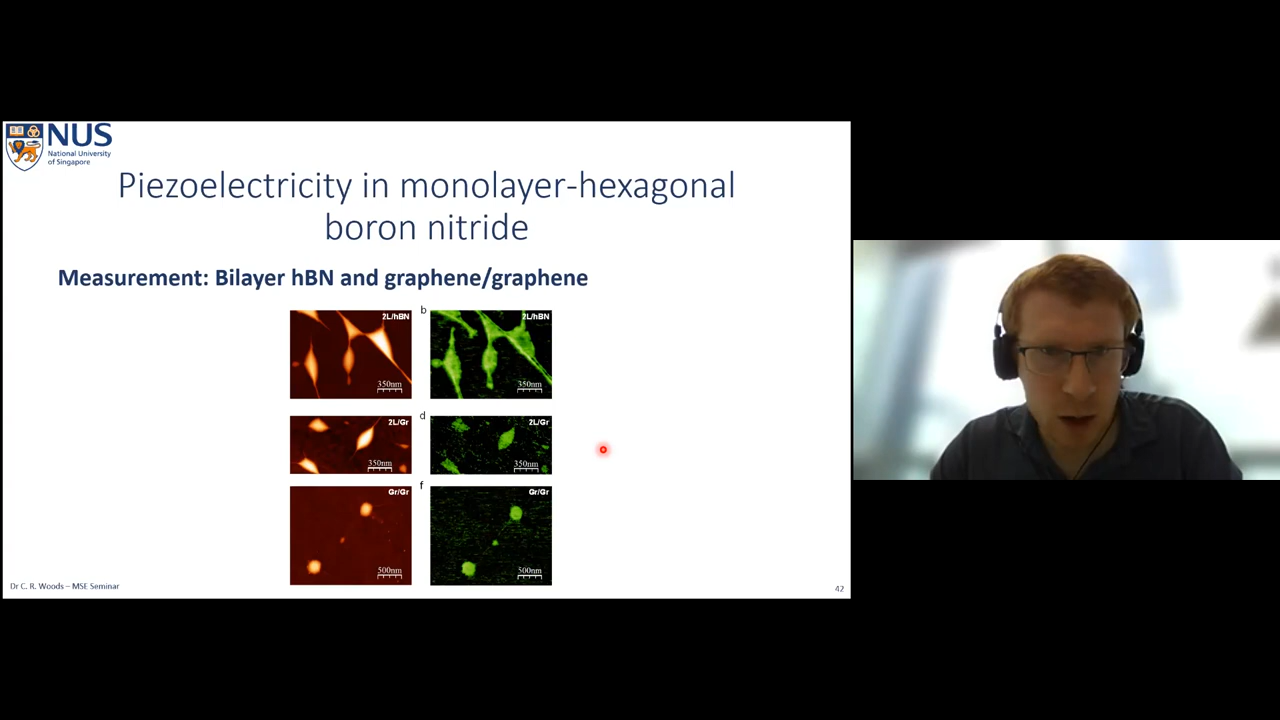 NUS
National University
of Singapore
Piezoelectricity in monolayer-hexagonal
boron nitride
Measurement: Bilayer hBN and graphene/graphene
b
2L/hBN
2L/hBN
350nm
350nm
d
2L/Gr
2L/Gr
350nm
350nm
f
Gr/Gr
Gr/Gr
500nm
500nm
Dr C. R. Woods – MSE Seminar
42